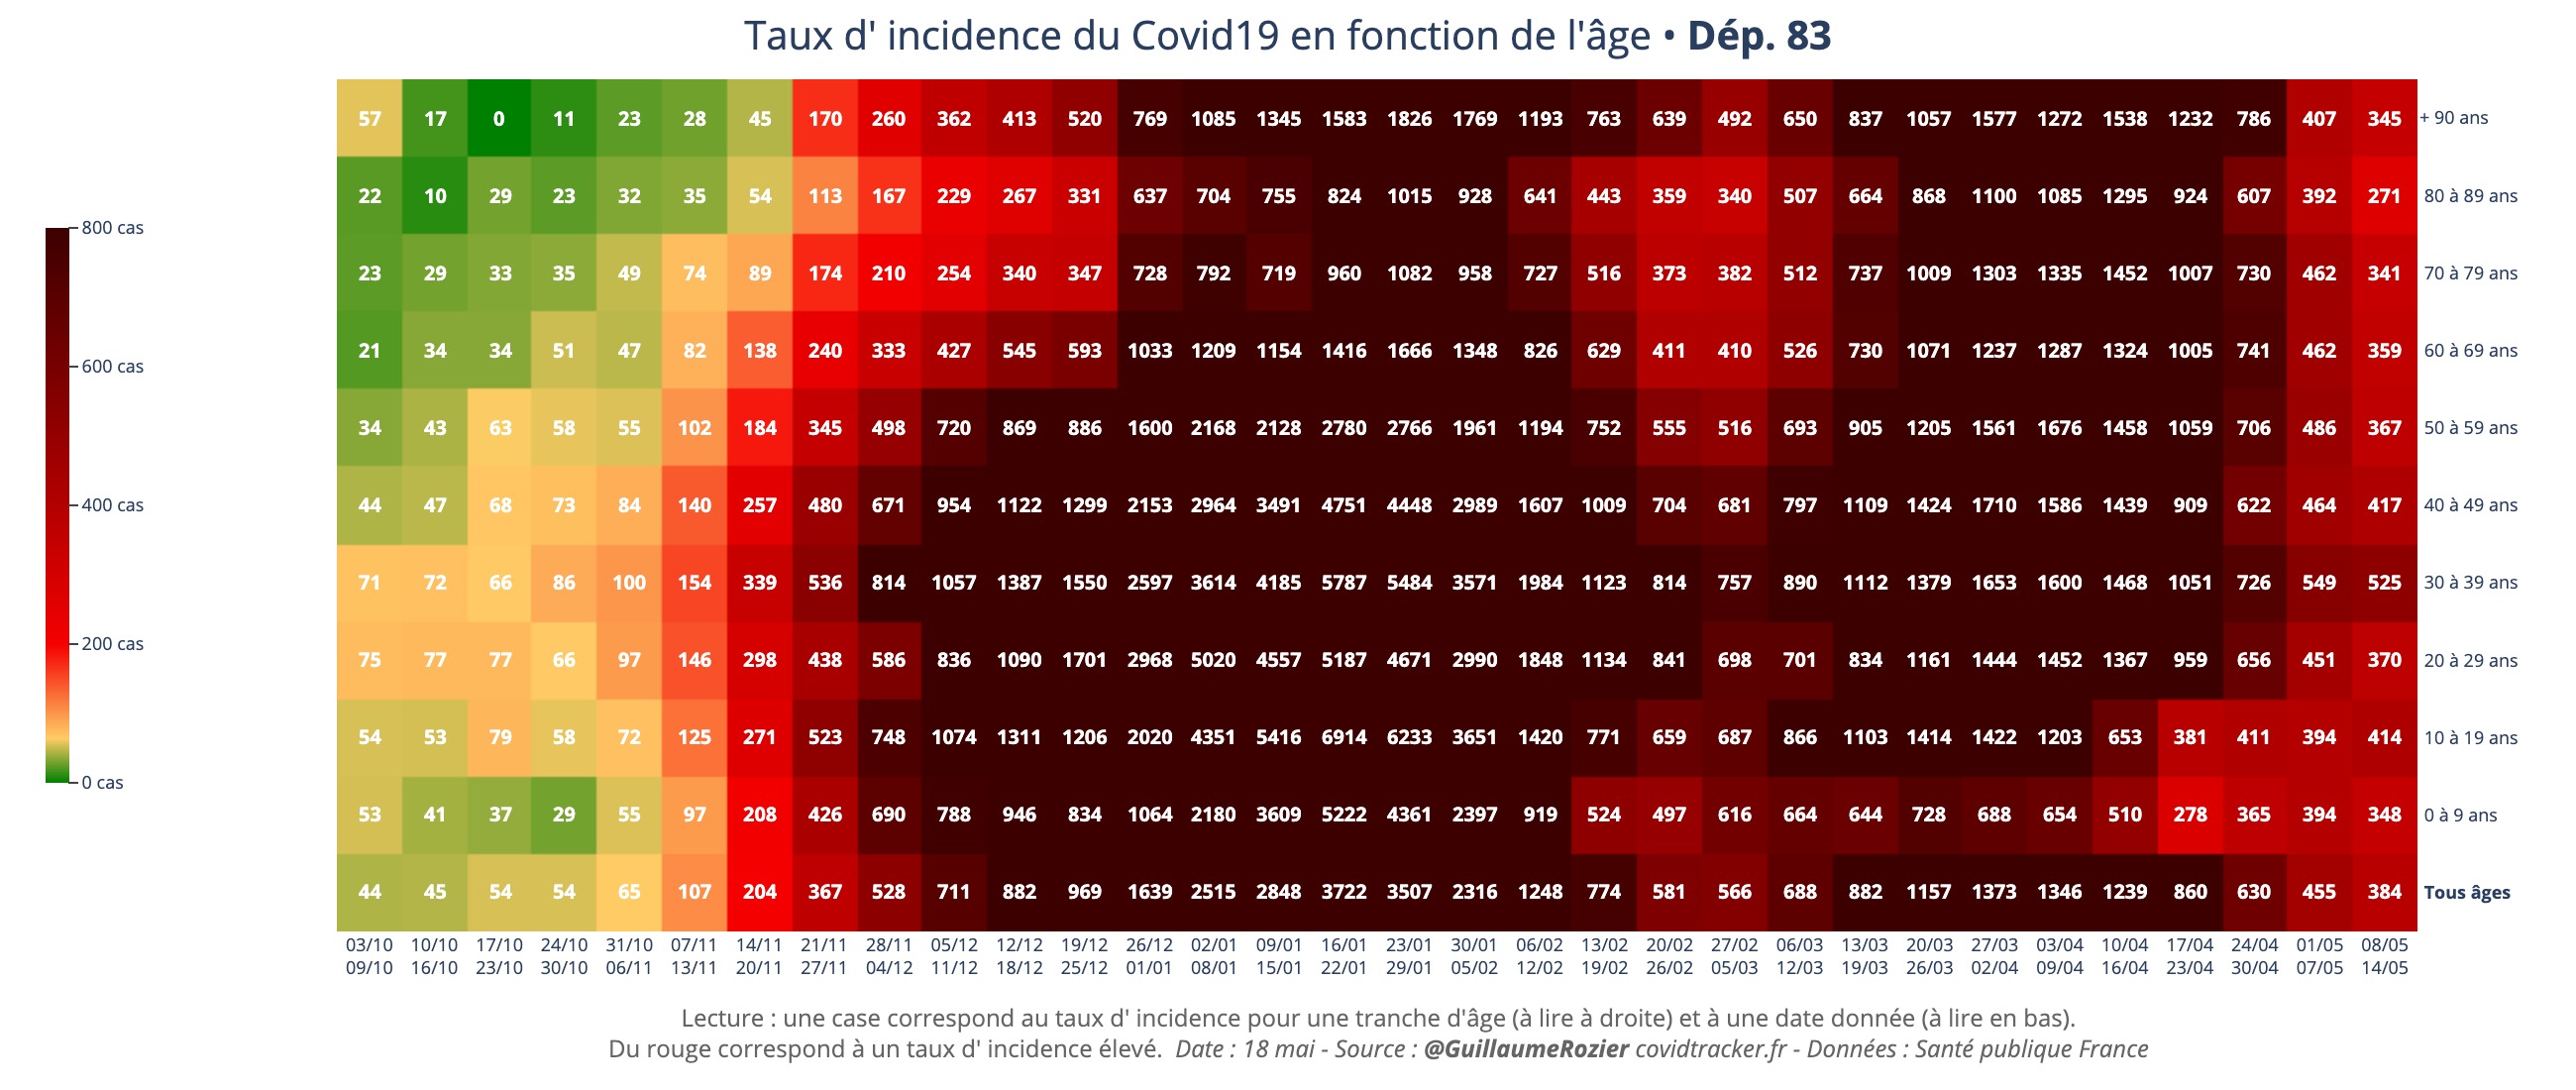 Taux d' incidence du Covid19 en fonction de l'âge • Dép. 83
800 cas
600 cas
400 cas
200 cas
0 cas
57 17 0 11 23 28 45 170 260 362 413 520 769 1085 1345 1583 1826 1769 1193 763 639 492 650 837 1057 1577 1272 1538 1232 786 407 345 + 90 ans
22 10 29 23 32 35 54 113 167 229 267 331 637 704 755 824 1015 928 641 443 359 340 507 664 868 1100 1085 1295 924 607 392 271 80 à 89 ans
23 29 33 35 49 74 89 174 210 254 340 347 728 792 719 960 1082 958 727 516 373 382 512 737 1009 1303 1335 1452 1007 730 462 341 70 à 79 ans
21 34 34 51 47 82 138 240 333 427 545 593 1033 1209 1154 1416 1666 1348 826 629 411 410 526 730 1071 1237 1287 1324 1005 741 462 359 60 à 69 ans
34 43 63 58 55 102 184 345 498 720 869 886 1600 2168 2128 2780 2766 1961 1194 752 555 516 693 905 1205 1561 1676 1458 1059 706 486 367 50 à 59 ans
44 47 68 73 84 140 257 480 671 954 1122 1299 2153 2964 3491 4751 4448 2989 1607 1009 704 681 797 1109 1424 1710 1586 1439 909 622 464 417 40 à 49 ans
71 72 66 86 100 154 339 536 814 1057 1387 1550 2597 3614 4185 5787 5484 3571 1984 1123 814 757 890 1112 1379 1653 1600 1468 1051 726 549 525 30 à 39 ans
75 77 77 66 97 146 298 438 586 836 1090 1701 2968 5020 4557 5187 4671 2990 1848 1134 841 698 701 834 1161 1444 1452 1367 959 656 451 370 20 à 29 ans
54 53 79 58 72 125 271 523 748 1074 1311 1206 2020 4351 5416 6914 6233 3651 1420 771 659 687 866 1103 1414 1422 1203 653 381 411 394 414 10 à 19 ans
53 41 37 29 55 97 208 426 690 788 946 834 1064 2180 3609 5222 4361 2397 919 524 497 616 664 644 728 688 654 510 278 365 394 348 0 à 9 ans
44 45 54 54 65 107 204 367 528 711 882 969 1639 2515 2848 3722 3507 2316 1248 774 581 566 688 882 1157 1373 1346 1239 860 630 455 384 Tous âges
03/10 10/10 17/10 24/10 31/10 07/11 14/11 21/11 28/11 05/12 12/12 19/12 26/12 02/01 09/01 16/01 23/01 30/01 06/02 13/02 20/02 27/02 06/03 13/03 20/03 27/03 03/04 10/04 17/04 24/04 01/05 08/05
09/10 16/10 23/10 30/10 06/11 13/11 20/11 27/11 04/12 11/12 18/12 25/12 01/01 08/01 15/01 22/01 29/01 05/02 12/02 19/02 26/02 05/03 12/03 19/03 26/03 02/04 09/04 16/04 23/04 30/04 07/05 14/05
Lecture : une case correspond au taux d' incidence pour une tranche d'âge (à lire à droite) et à une date donnée (à lire en bas).
Du rouge correspond à un taux d' incidence élevé. Date : 18 mai - Source : @GuillaumeRozier covidtracker.fr - Données : Santé publique France